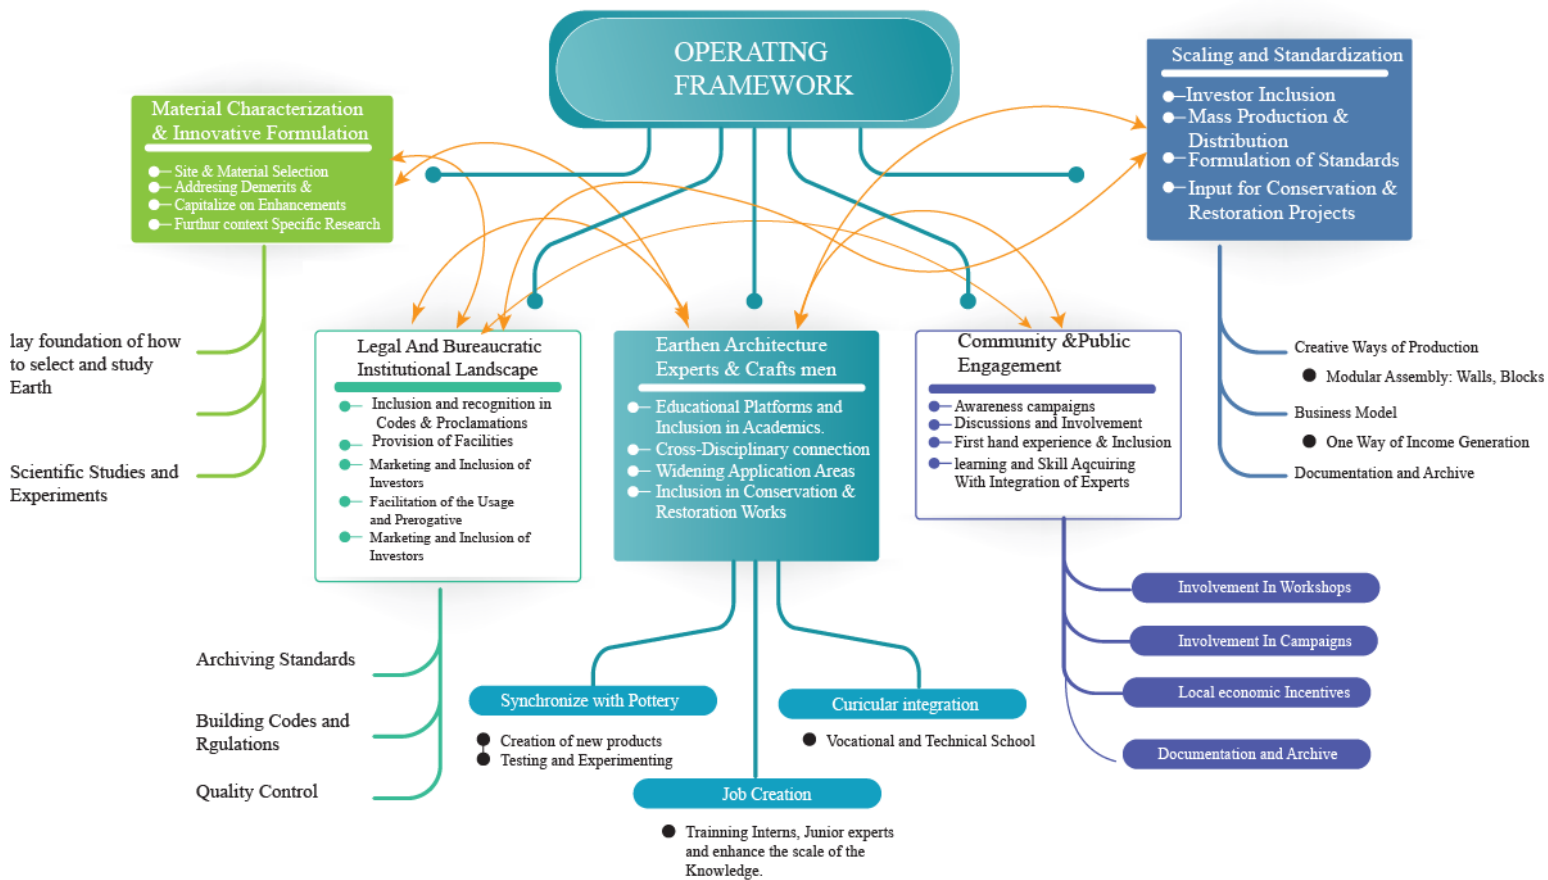 OPERATING
FRAMEWORK
Material Characterization
& Innovative Formulation
Site & Material Selection
Addresing Demerits &
Capitalize on Enhancements
Furthur context Specific Research
lay foundation of how
to select and study
Earth
Scientific Studies and
Experiments
Legal And Bureaucratic
Institutional Landscape
Inclusion and recognition in
Codes & Proclamations
Provision of Facilities
Marketing and Inclusion of
Investors
Facilitation of the Usage
and Prerogative
Marketing and Inclusion of
Investors
Archiving Standards
Building Codes and
Rgulations
Quality Control
Earthen Architecture
Experts & Crafts men
Educational Platforms and
Inclusion in Academics.
Cross-Disciplinary connection
Widening Application Areas
Inclusion in Conservation &
Restoration Works
Synchronize with Pottery
Creation of new products
Testing and Experimenting
Curicular integration
Vocational and Technical School
Job Creation
Trainning Interns, Junior experts
and enhance the scale of the
Knowledge.
Community &Public
Engagement
Awareness campaigns
Discussions and Involvement
First hand experience & Inclusion
learning and Skill Aqcuiring
With Integration of Experts
Involvement In Workshops
Involvement In Campaigns
Local economic Incentives
Documentation and Archive
Scaling and Standardization
Investor Inclusion
Mass Production &
Distribution
Formulation of Standards
Input for Conservation &
Restoration Projects
Creative Ways of Production
Modular Assembly: Walls, Blocks
Business Model
One Way of Income Generation
Documentation and Archive